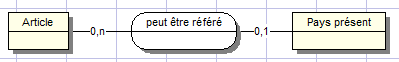 Article
0,n
peut être référé
0,1
Pays présent